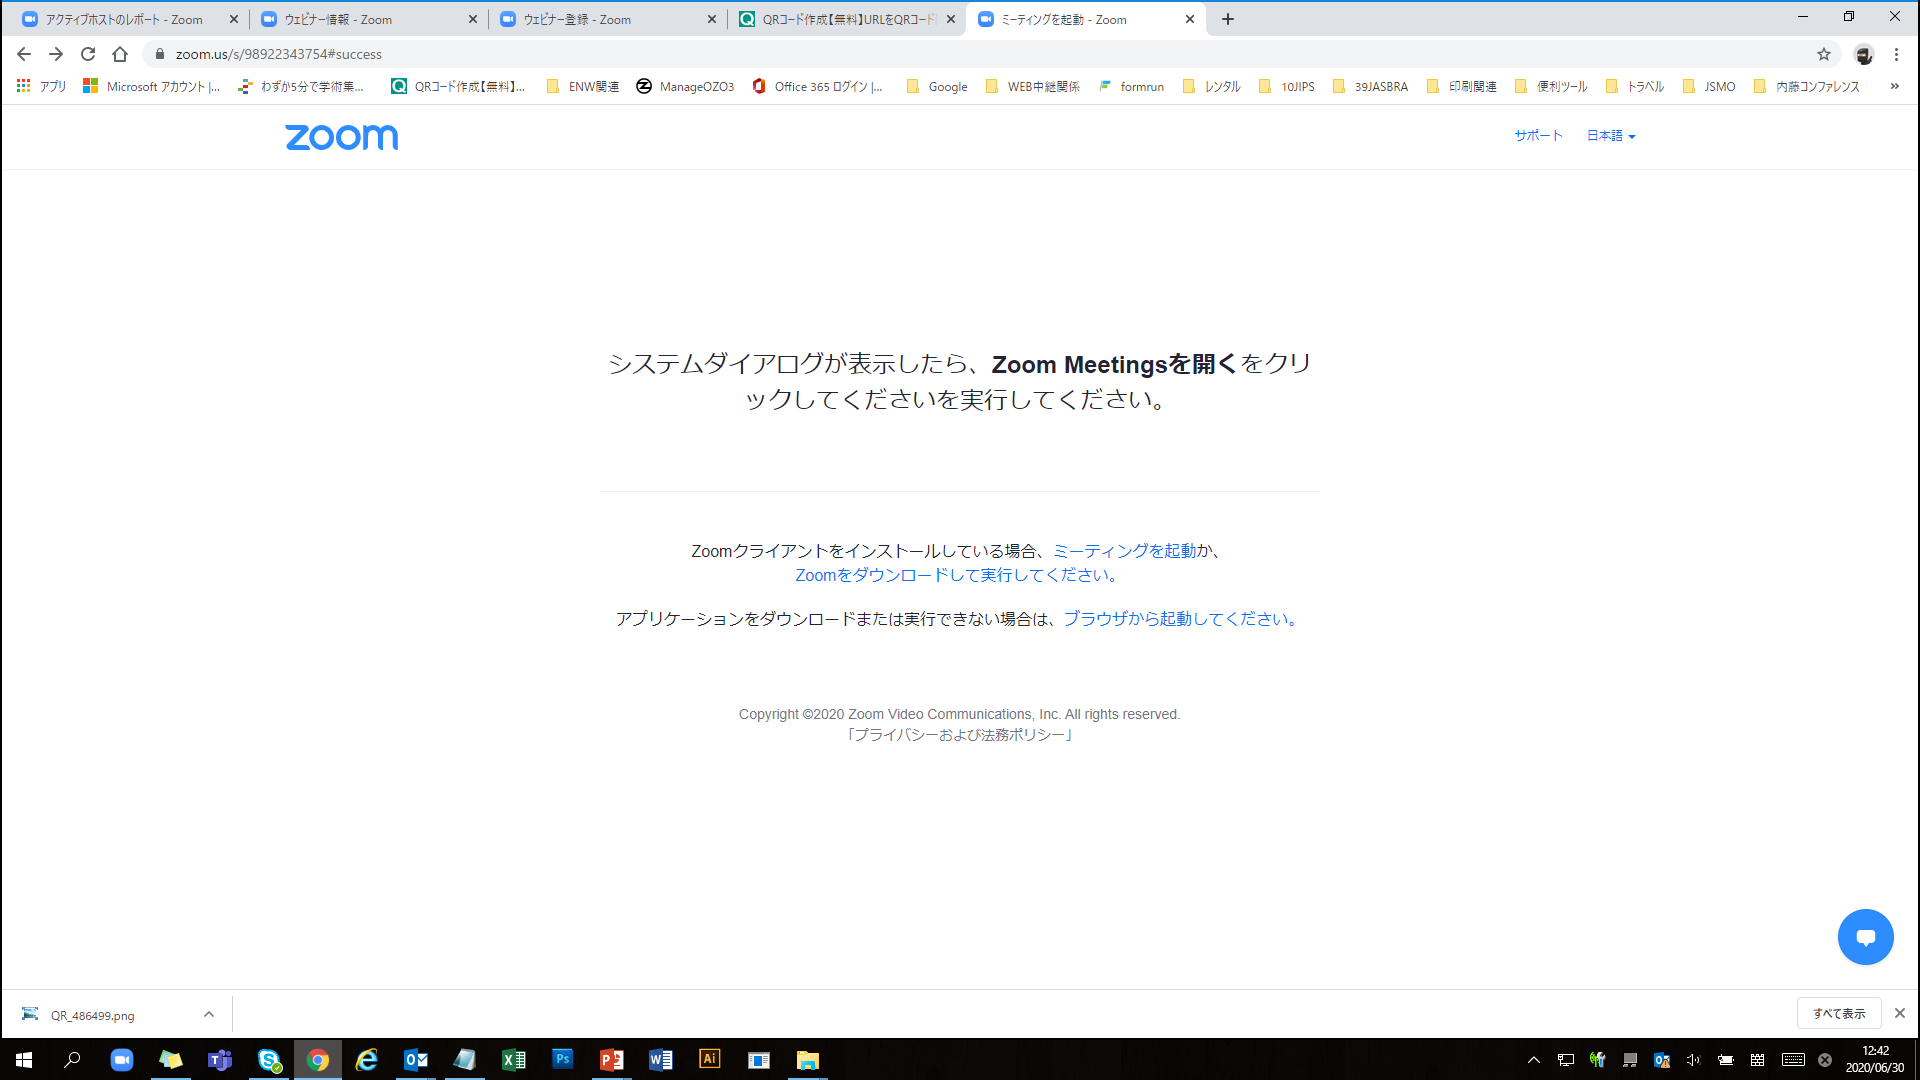 アクティブホストのレポート - Zoom
ウェビナー情報 - Zoom
ウェビナー登録 - Zoom
QRコード作成【無料】URLをQRコード
ミーティングを起動 - Zoom
zoom.us/s/98922343754#success
アプリ
Microsoft アカウント |...
わずか5分で学術集...
QRコード作成【無料】...
ENW関連
ManageOZO3
Office 365 ログイン |...
Google
WEB中継関係
formrun
レンタル
10JIPS
39JASBRA
印刷関連
便利ツール
トラベル
JSMO
内藤コンファレンス
»
zoom
サポート
日本語
システムダイアログが表示したら、Zoom Meetingsを開くをクリ
ックしてくださいを実行してください。
Zoomクライアントをインストールしている場合、ミーティングを起動か、
Zoomをダウンロードして実行してください。
アプリケーションをダウンロードまたは実行できない場合は、ブラウザから起動してください。
Copyright ©2020 Zoom Video Communications, Inc. All rights reserved.
「プライバシーおよび法務ポリシー」
QR_486499.png
すべて表示
Ps
Ai
12:42
2020/06/30